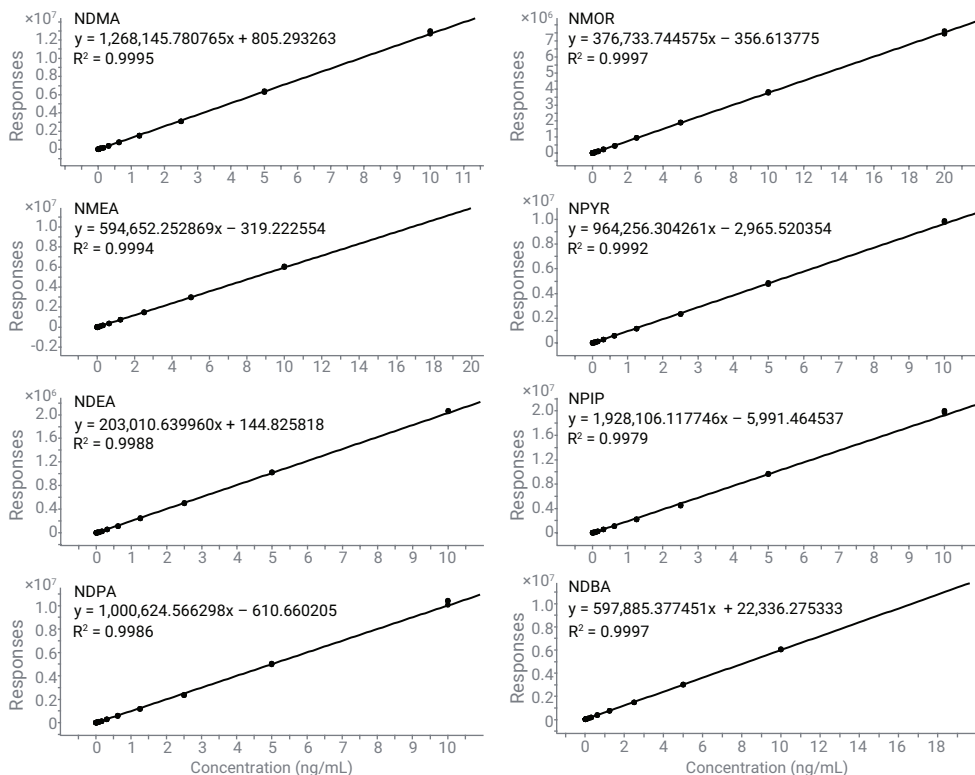 NDMA
×10⁷
y = 1,268,145.780765x + 805.293263
R² = 0.9995
1.2
1.0
0.8
0.6
0.4
0.2
0
Responses
0 1 2 3 4 5 6 7 8 9 10 11
NMOR
×10⁶
y = 376,733.744575x − 356.613775
R² = 0.9997
7
6
5
4
3
2
1
0
Responses
0 2 4 6 8 10 12 14 16 18 20
NMEA
×10⁷
y = 594,652.252869x − 319.222554
R² = 0.9994
1.0
0.6
0.4
0.2
0
-0.2
Responses
0 2 4 6 8 10 12 14 16 18 20
NPYR
×10⁷
y = 964,256.304261x − 2,965.520354
R² = 0.9992
1.0
0.8
0.6
0.4
0.2
0
Responses
0 1 2 3 4 5 6 7 8 9 10
NDEA
×10⁶
y = 203,010.639960x + 144.825818
R² = 0.9988
2.0
1.6
1.2
0.8
0.4
0
Responses
0 1 2 3 4 5 6 7 8 9 10
NPIP
×10⁷
y = 1,928,106.117746x − 5,991.464537
R² = 0.9979
2.0
1.6
1.2
0.8
0.4
0
Responses
0 1 2 3 4 5 6 7 8 9 10
NDPA
×10⁷
y = 1,000,624.566298x − 610.660205
R² = 0.9986
1.0
0.8
0.6
0.4
0.2
0
Responses
0 1 2 3 4 5 6 7 8 9 10
Concentration (ng/mL)
NDBA
×10⁷
y = 597,885.377451x + 22,336.275333
R² = 0.9997
1.0
0.8
0.6
0.4
0.2
0
Responses
0 2 4 6 8 10 12 14 16 18
Concentration (ng/mL)